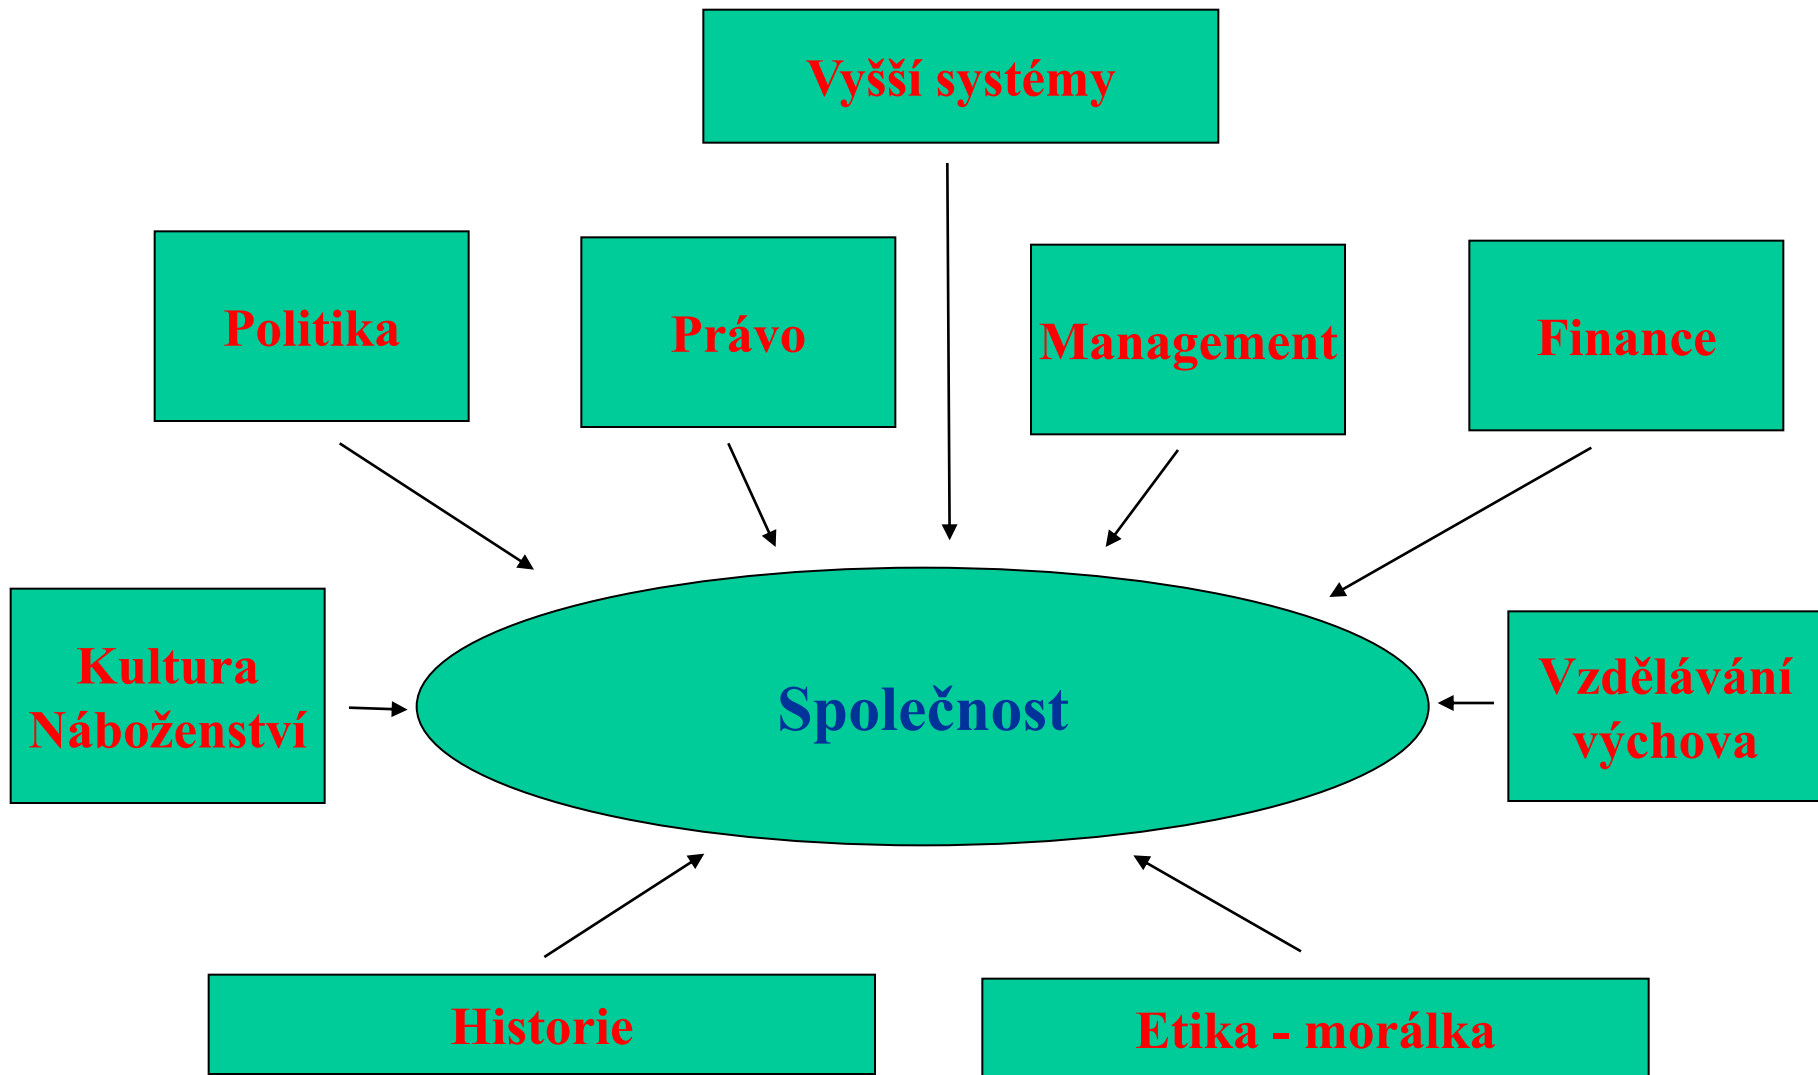 Vyšší systémy
Politika
Právo
Management
Finance
Kultura
Náboženství
Společnost
Vzdělávání
výchova
Historie
Etika - morálka